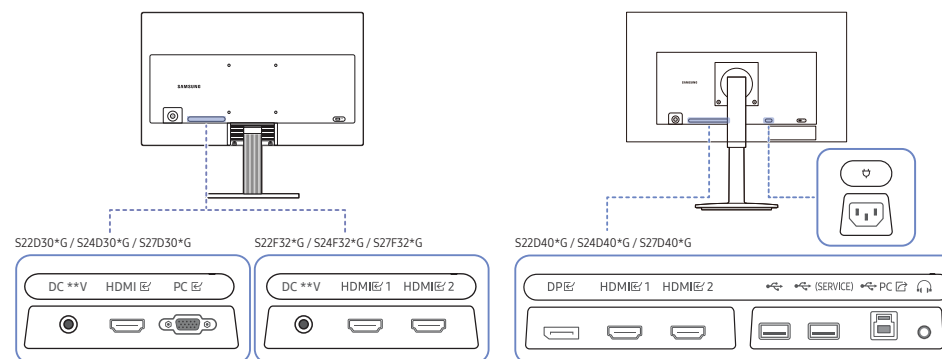 SAMSUNG
SAMSUNG
S22D30*G / S24D30*G / S27D30*G
DC **V HDMI PC
S22F32*G / S24F32*G / S27F32*G
DC **V HDMI 1 HDMI 2
S22D40*G / S24D40*G / S27D40*G
DP HDMI 1 HDMI 2 (SERVICE) PC